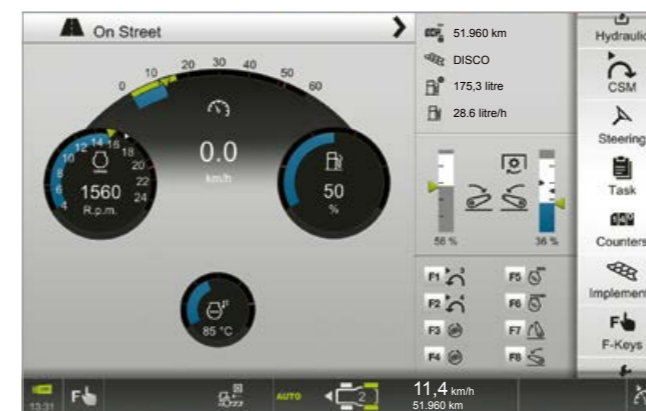 On Street
0 10 20 30 40 50 60
4 6 8 10 12 14 16 18 20 22 24
1560
R.p.m.
0.0
km/h
50
%
85 °C
51.960 km
DISCO
175,3 litre
28.6 litre/h
56 %
36 %
F1 F5
F2 F6
F3 F7
F4 F8
Hydraulic
CSM
Steering
Task
Counters
Implemen
F
F-Keys
13:31
F
AUTO
2
11,4 km/h
51.960 km